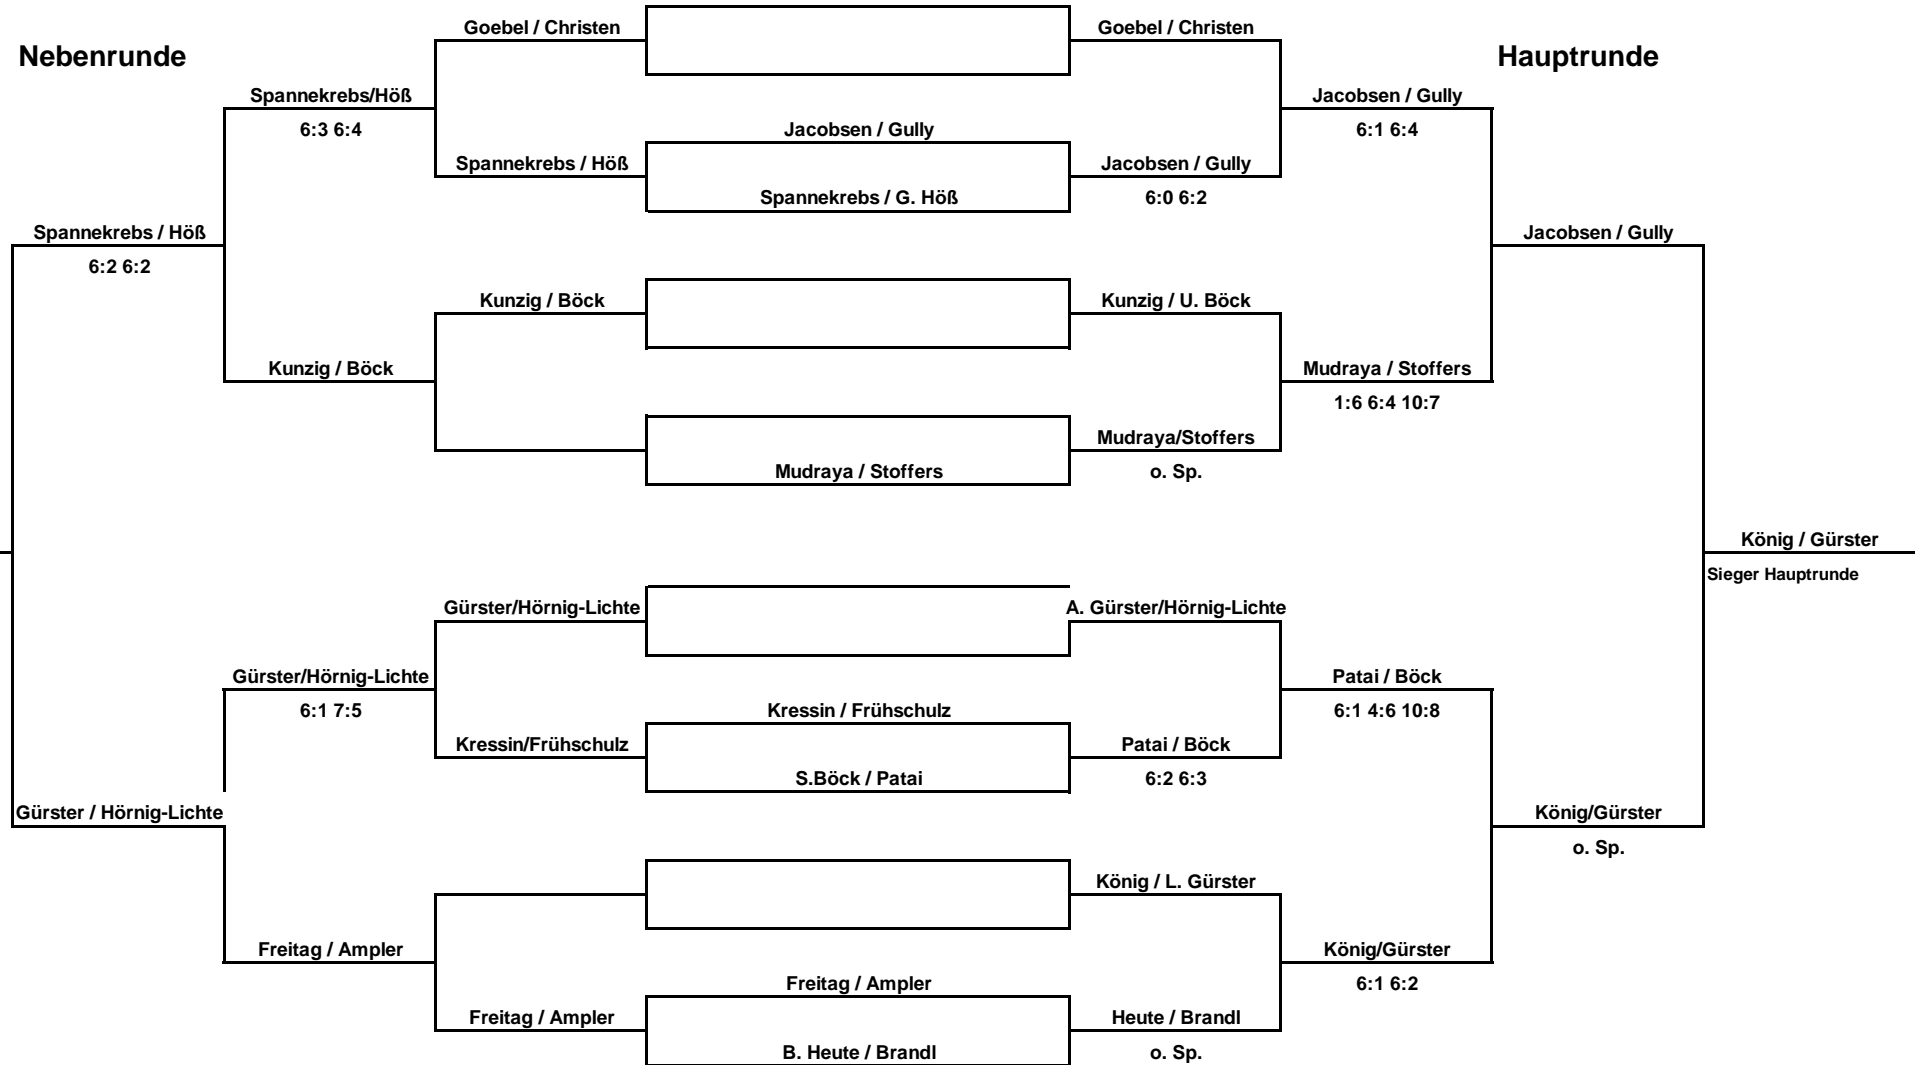 Goebel / Christen
Goebel / Christen
Nebenrunde
Hauptrunde
Spannekrebs/Höß
Jacobsen / Gully
6:3 6:4
Jacobsen / Gully
6:1 6:4
Spannekrebs / Höß
Jacobsen / Gully
Spannekrebs / G. Höß
6:0 6:2
Spannekrebs / Höß
Jacobsen / Gully
6:2 6:2
Kunzig / Böck
Kunzig / U. Böck
Kunzig / Böck
Mudraya / Stoffers
1:6 6:4 10:7
Mudraya/Stoffers
Mudraya / Stoffers
o. Sp.
König / Gürster
Sieger Hauptrunde
Gürster/Hörnig-Lichte
A. Gürster/Hörnig-Lichte
Gürster/Hörnig-Lichte
Patai / Böck
6:1 7:5
Kressin / Frühschulz
6:1 4:6 10:8
Kressin/Frühschulz
Patai / Böck
S.Böck / Patai
6:2 6:3
Gürster / Hörnig-Lichte
König/Gürster
o. Sp.
König / L. Gürster
Freitag / Ampler
König/Gürster
Freitag / Ampler
6:1 6:2
Freitag / Ampler
Heute / Brandl
B. Heute / Brandl
o. Sp.